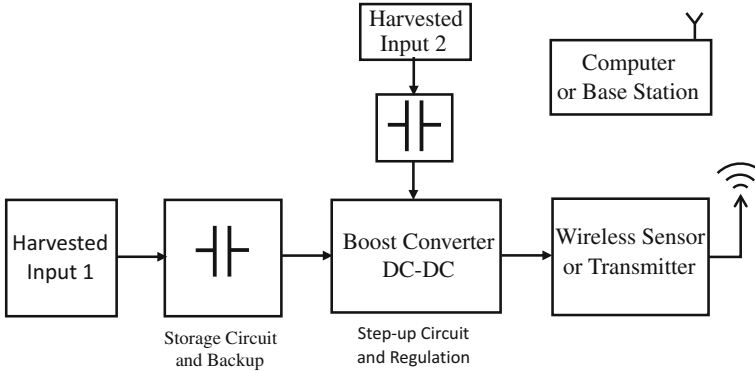 Harvested
Input 2
Computer
or Base Station
Harvested
Input 1
Boost Converter
DC-DC
Wireless Sensor
or Transmitter
Storage Circuit
and Backup
Step-up Circuit
and Regulation